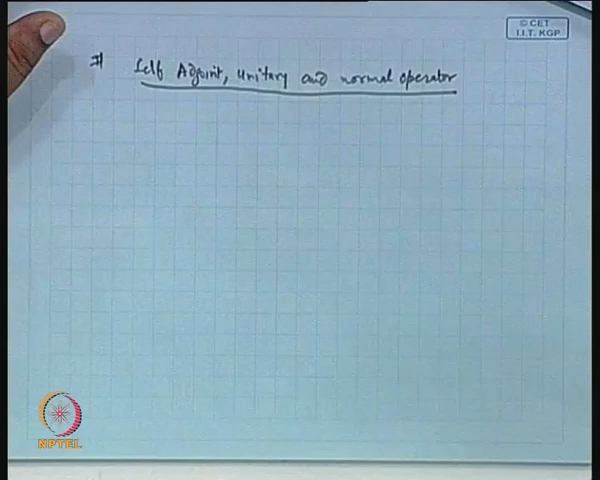 © CET
I.I.T. KGP
# Self Adjoint, unitary and normal operator
NPTEL